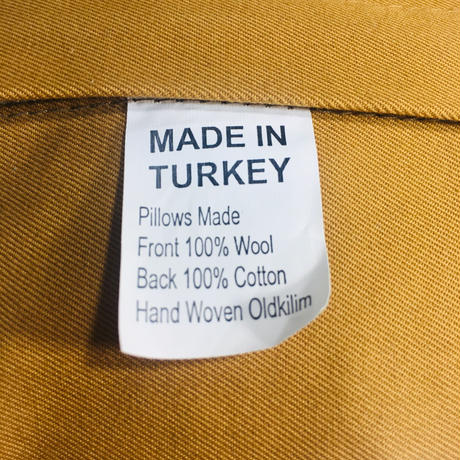 MADE IN
TURKEY
Pillows Made
Front 100% Wool
Back 100% Cotton
Hand Woven Oldkilim